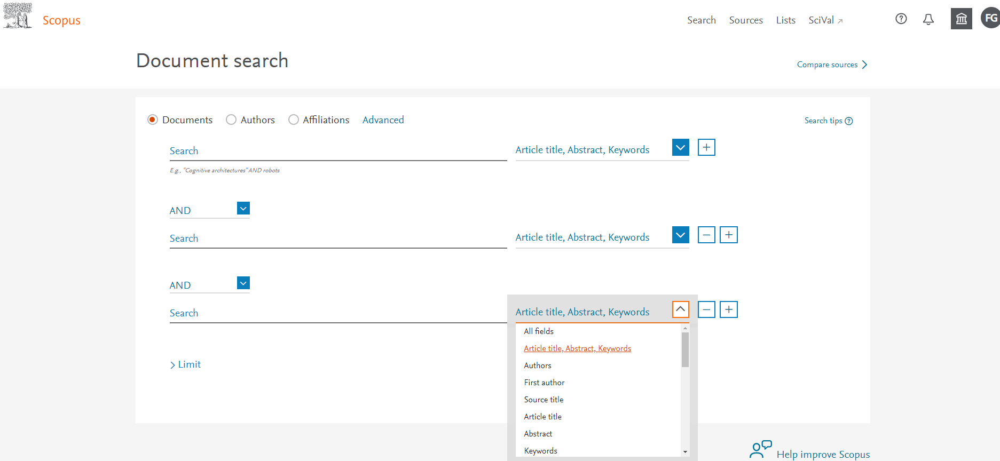 Scopus
Search Sources Lists SciVal
FG
Document search
Compare sources
Documents Authors Affiliations Advanced
Search tips
Search Article title, Abstract, Keywords
E.g., "Cognitive architectures" AND robots
AND
Search Article title, Abstract, Keywords
AND
Search Article title, Abstract, Keywords
All fields
Article title, Abstract, Keywords
Limit
Authors
First author
Source title
Article title
Abstract
Keywords
Help improve Scopus